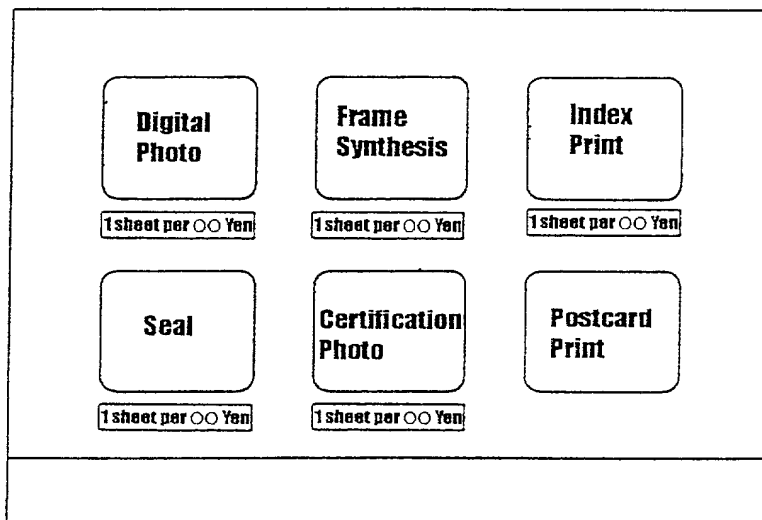 Digital
Photo
Frame
Synthesis
Index
Print
1 sheet per ○○ Yen
1 sheet per ○○ Yen
1 sheet per ○○ Yen
Seal
Certification
Photo
Postcard
Print
1 sheet per ○○ Yen
1 sheet per ○○ Yen